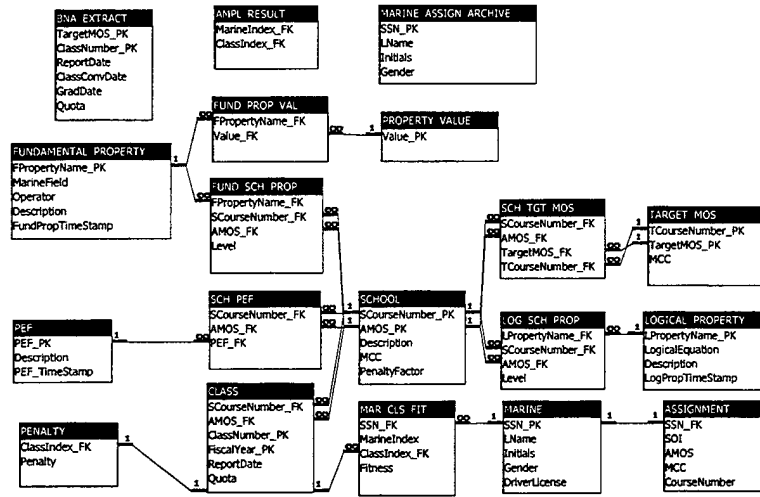 BNA EXTRACT
TargetMOS_PK
ClassNumber_PK
ReportDate
ClassConvDate
GradDate
Quota
AMPL RESULT
MarineIndex_FK
ClassIndex_FK
MARINE ASSIGN ARCHIVE
SSN_PK
LName
Initials
Gender
FUND PROP VAL
FPropertyName_FK
Value_FK
PROPERTY VALUE
Value_PK
FUNDAMENTAL PROPERTY
FPropertyName_PK
MarineField
Operator
Description
FundPropTimeStamp
FUND SCH PROP
FPropertyName_FK
SCourseNumber_FK
AMOS_FK
Level
SCH TGT MOS
SCourseNumber_FK
AMOS_FK
TargetMOS_FK
TCourseNumber_FK
TARGET MOS
TCourseNumber_PK
TargetMOS_PK
MCC
SCH PEF
SCourseNumber_FK
AMOS_FK
PEF_FK
SCHOOL
SCourseNumber_PK
AMOS_PK
Description
MCC
PenaltyFactor
LOG SCH PROP
LPropertyName_FK
SCourseNumber_FK
AMOS_FK
Level
LOGICAL PROPERTY
LPropertyName_PK
LogicalEquation
Description
LogPropTimeStamp
PEF
PEF_PK
Description
PEF_TimeStamp
CLASS
SCourseNumber_FK
AMOS_FK
ClassNumber_PK
FiscalYear_PK
ReportDate
Quota
PENALTY
ClassIndex_FK
Penalty
MAR CLS FIT
SSN_FK
MarineIndex
ClassIndex_FK
Fitness
MARINE
SSN_PK
LName
Initials
Gender
DriverLicense
ASSIGNMENT
SSN_FK
SOI
AMOS
MCC
CourseNumber